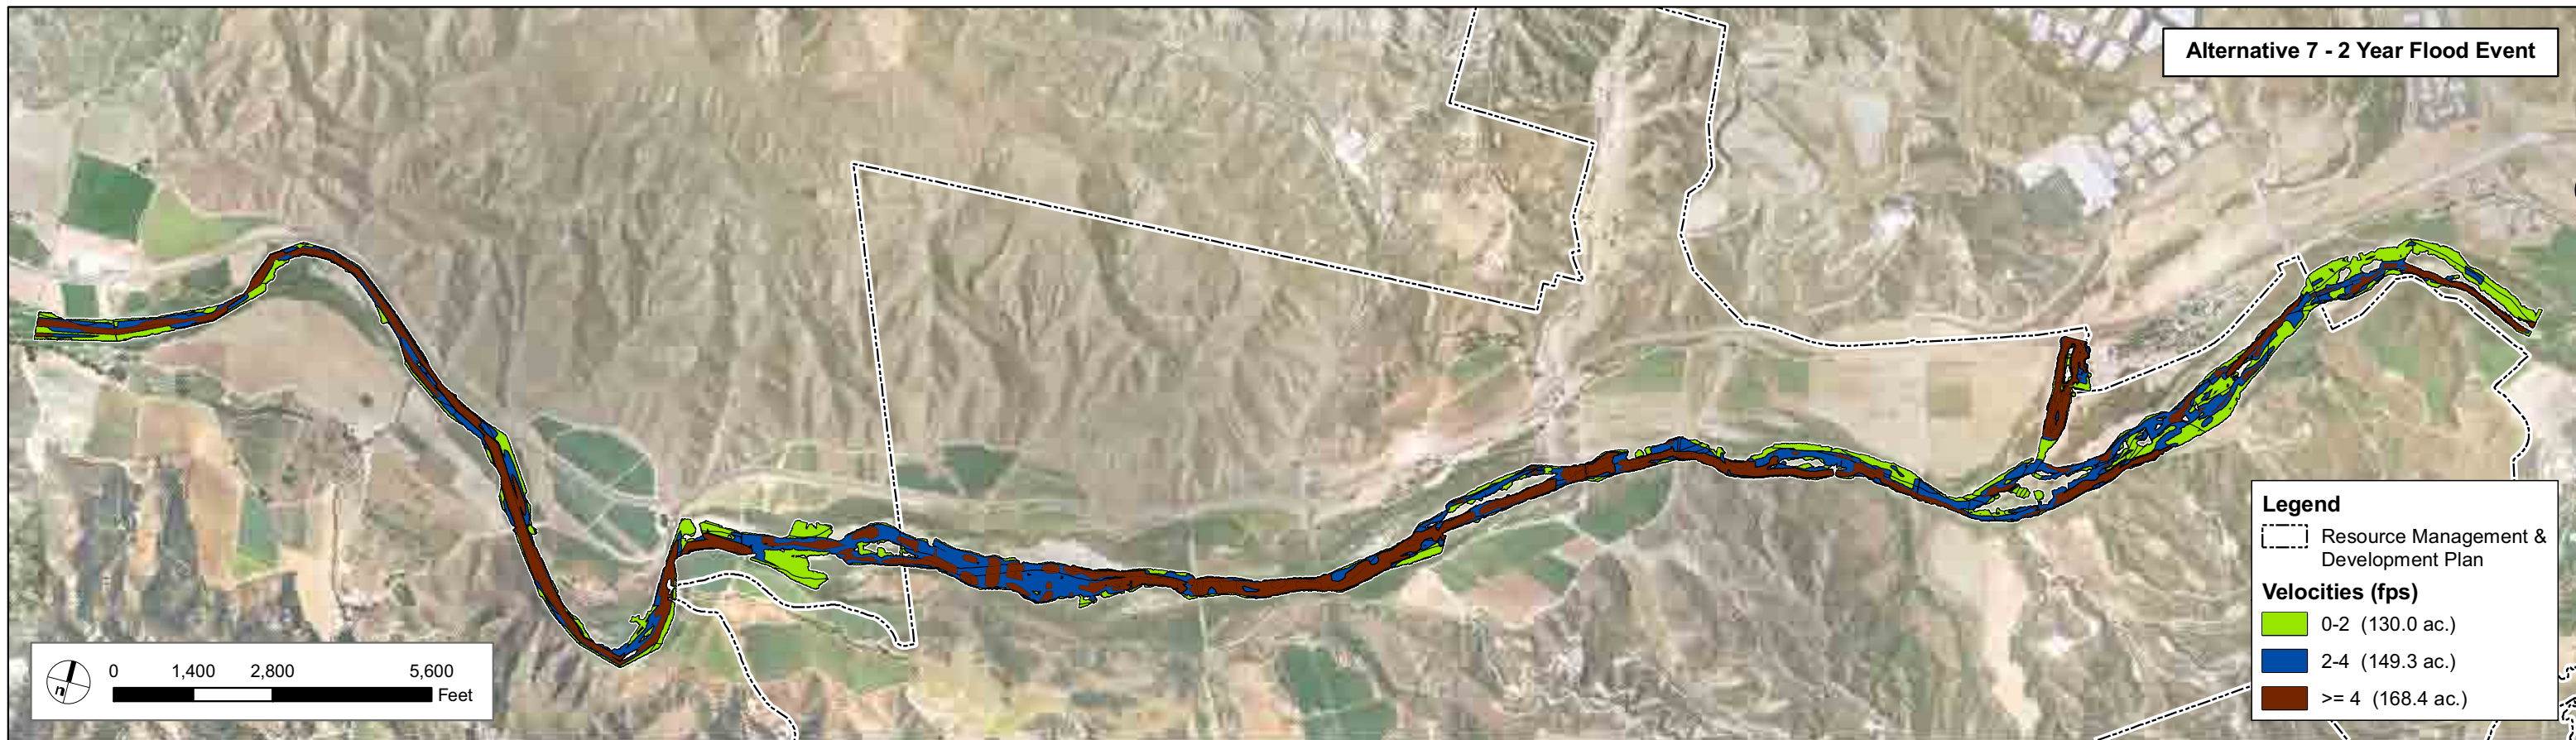 Alternative 7 - 2 Year Flood Event
Legend
Resource Management &
Development Plan
Velocities (fps)
0-2 (130.0 ac.)
2-4 (149.3 ac.)
>= 4 (168.4 ac.)
n
0 1,400 2,800 5,600
Feet